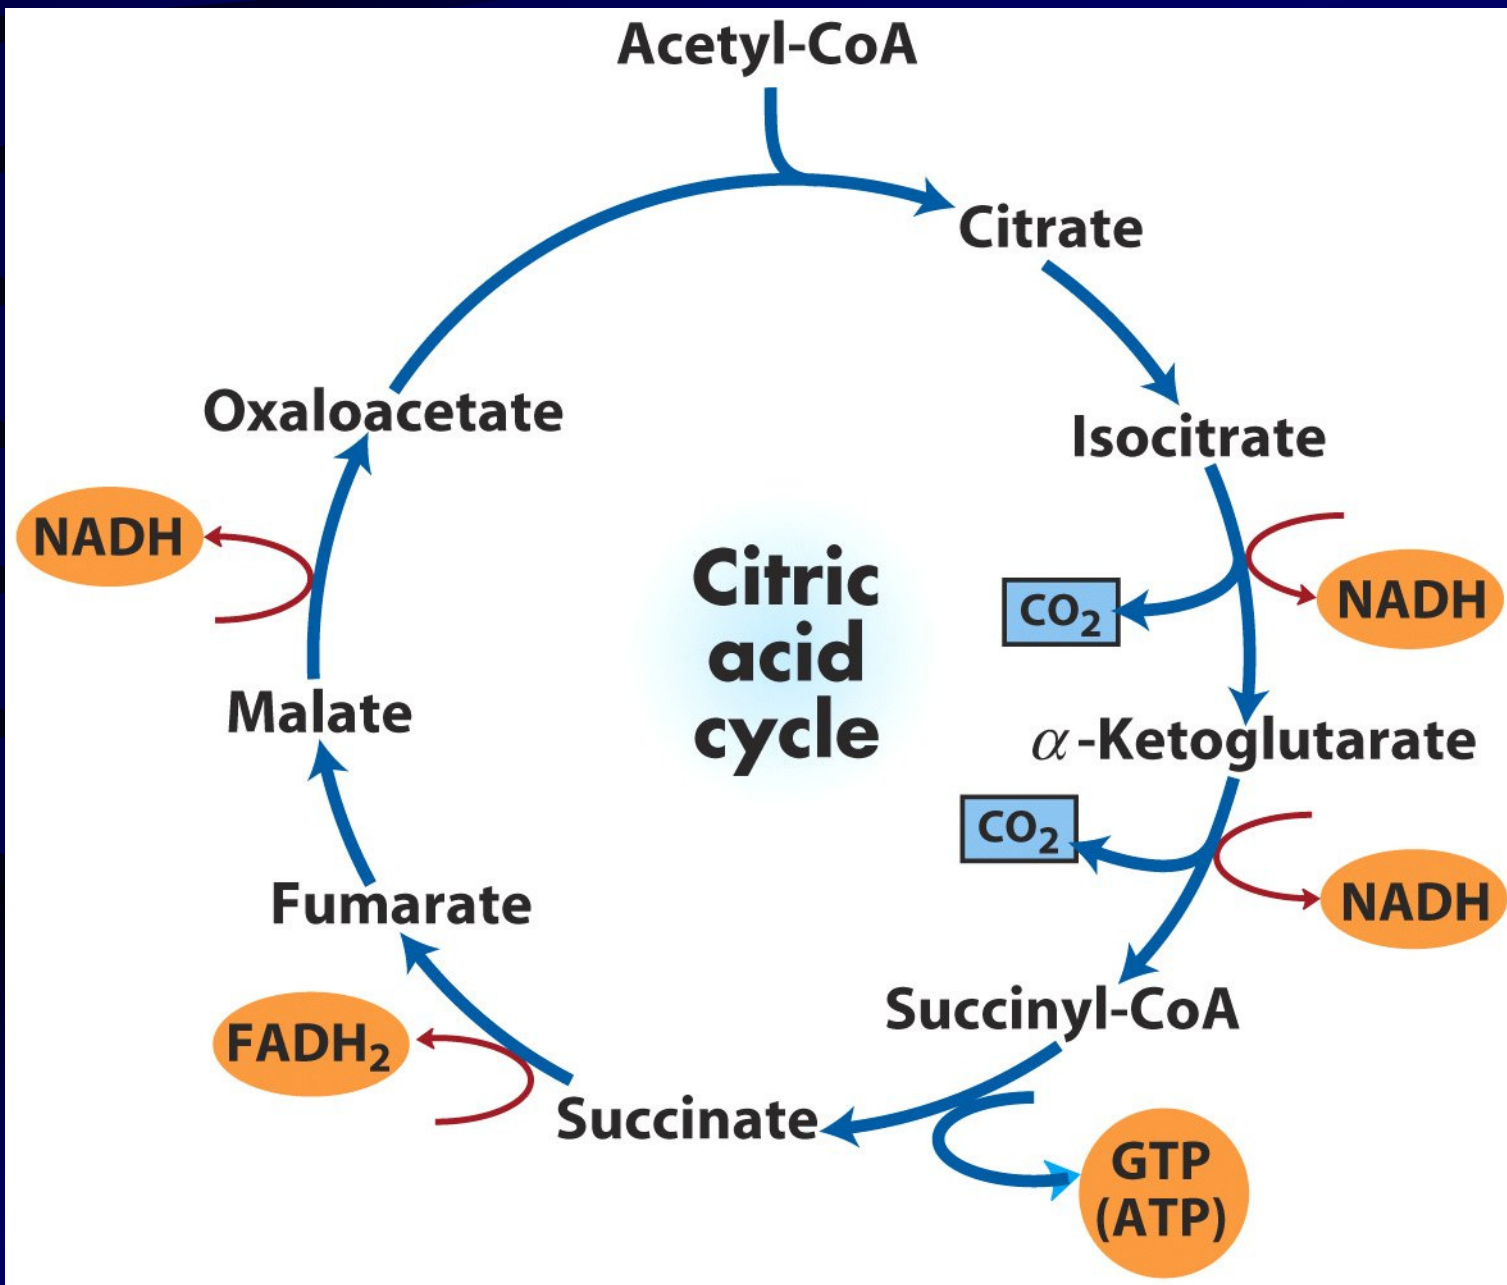 Acetyl-CoA
Citrate
Isocitrate
NADH
CO₂
α-Ketoglutarate
CO₂
NADH
Succinyl-CoA
GTP
(ATP)
Succinate
FADH₂
Fumarate
Malate
NADH
Oxaloacetate
Citric
acid
cycle